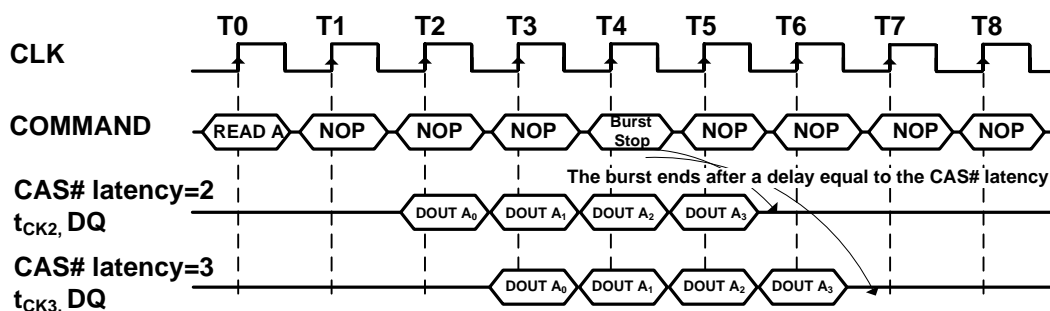 T0 T1 T2 T3 T4 T5 T6 T7 T8
CLK
COMMAND
READ A NOP NOP NOP Burst Stop NOP NOP NOP NOP
The burst ends after a delay equal to the CAS# latency
CAS# latency=2
tCK2, DQ
DOUT A0 DOUT A1 DOUT A2 DOUT A3
CAS# latency=3
tCK3, DQ
DOUT A0 DOUT A1 DOUT A2 DOUT A3